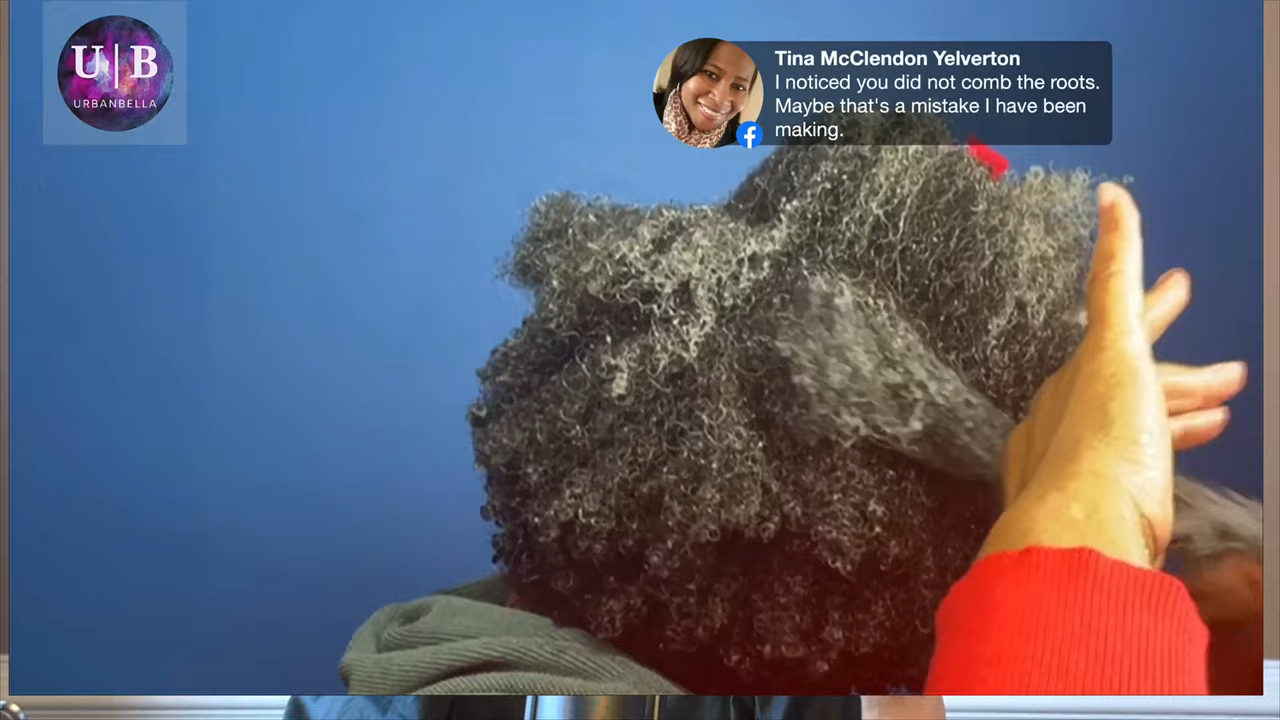 U|B
URBANBELLA
Tina McClendon Yelverton
I noticed you did not comb the roots.
Maybe that's a mistake I have been
making.